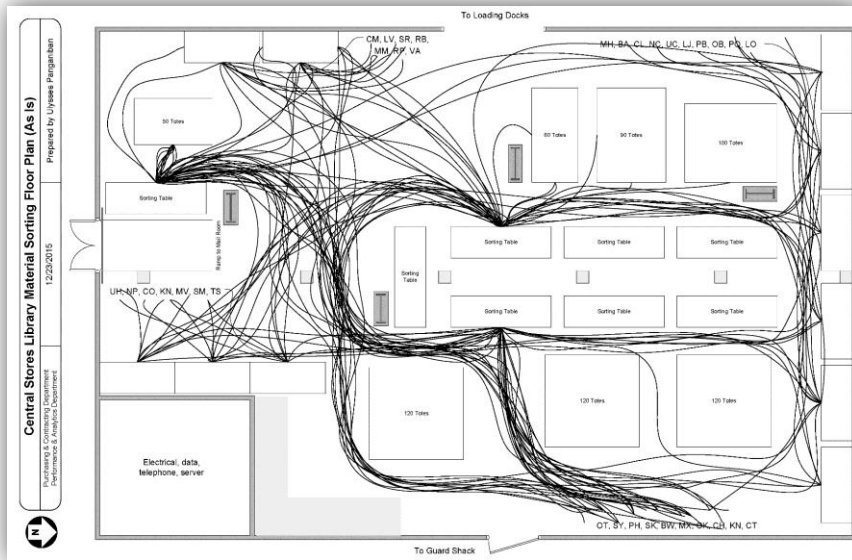 To Loading Docks
CM, LV, SR, RB,
MM, RP, VA
MH, BA, CL, NC, UC, LJ, PB, OB, PQ, LO
Central Stores Library Material Sorting Floor Plan (As Is)
Prepared by Ulysses Panganiban
12/23/2015
Purchasing & Contracting Department
Performance & Analytics Department
N
50 Totes
60 Totes
90 Totes
100 Totes
Sorting Table
Ramp to Mail Room
Sorting Table
Sorting Table
Sorting Table
Sorting
Table
UH, NP, CO, KN, MV, SM, TS
Sorting Table
Sorting Table
Sorting Table
120 Totes
120 Totes
120 Totes
Electrical, data,
telephone, server
OT, SY, PH, SK, BW, MX, OK, CH, KN, CT
To Guard Shack